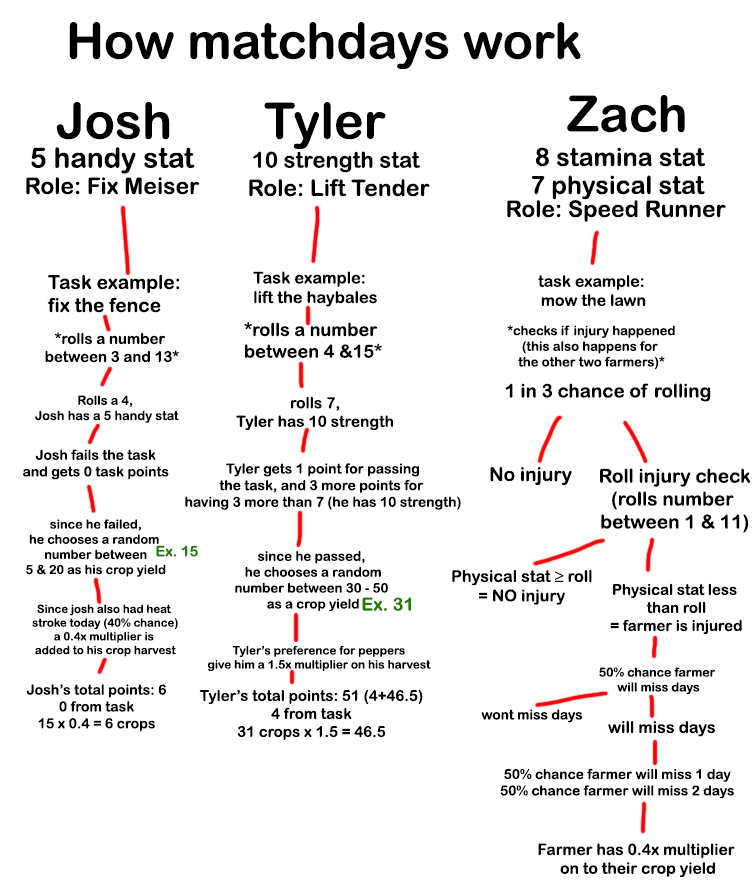 How matchdays work
Josh
5 handy stat
Role: Fix Meiser
Task example:
fix the fence
*rolls a number
between 3 and 13*
Rolls a 4,
Josh has a 5 handy stat
Josh fails the task
and gets 0 task points
since he failed,
he chooses a random
number between
5 & 20 as his crop yield
Ex. 15
Since josh also had heat
stroke today (40% chance)
a 0.4x multiplier is
added to his crop harvest
Josh's total points: 6
0 from task
15 x 0.4 = 6 crops
Tyler
10 strength stat
Role: Lift Tender
Task example:
lift the haybales
*rolls a number
between 4 &15*
rolls 7,
Tyler has 10 strength
Tyler gets 1 point for passing
the task, and 3 more points for
having 3 more than 7 (he has 10 strength)
since he passed,
he chooses a random
number between 30 - 50
as a crop yield Ex. 31
Tyler's preference for peppers
give him a 1.5x multiplier on his harvest
Tyler's total points: 51 (4+46.5)
4 from task
31 crops x 1.5 = 46.5
Zach
8 stamina stat
7 physical stat
Role: Speed Runner
task example:
mow the lawn
*checks if injury happened
(this also happens for
the other two farmers)*
1 in 3 chance of rolling
No injury
Roll injury check
(rolls number
between 1 & 11)
Physical stat ≥ roll
= NO injury
Physical stat less
than roll
= farmer is injured
50% chance farmer
will miss days
wont miss days
will miss days
50% chance farmer will miss 1 day
50% chance farmer will miss 2 days
Farmer has 0.4x multiplier
on to their crop yield